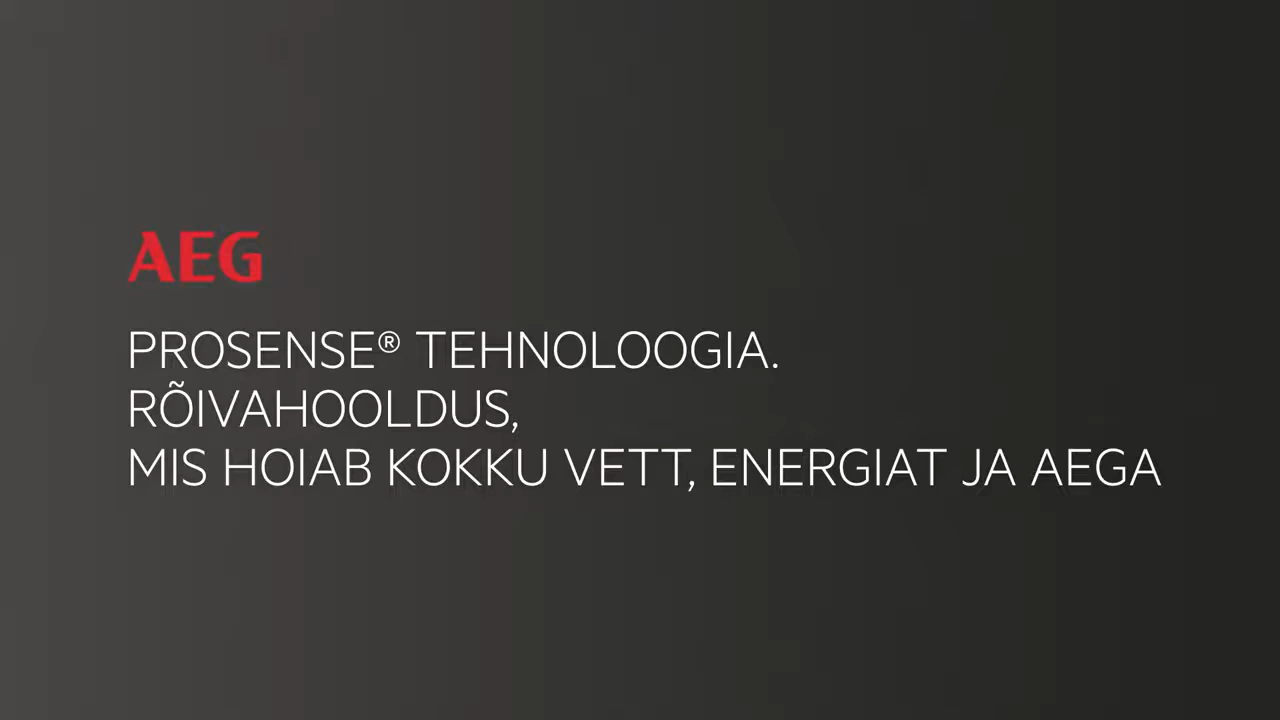 AEG
PROSENSE® TEHNOLOOGIA.
RÕIVAHOOLDUS,
MIS HOIAB KOKKU VETT, ENERGIAT JA AEGA